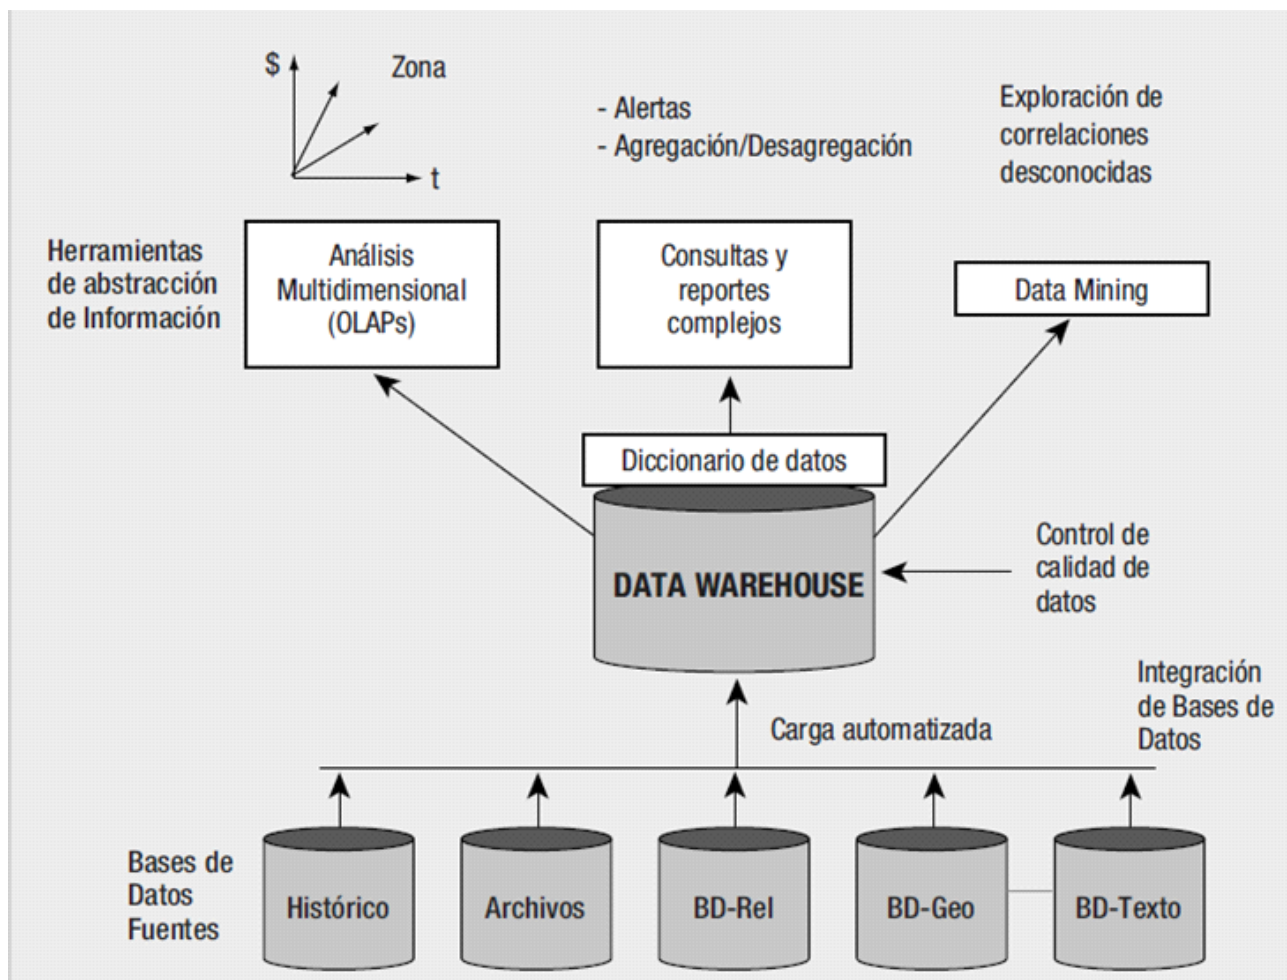 $
Zona
t
- Alertas
- Agregación/Desagregación
Exploración de
correlaciones
desconocidas
Herramientas
de abstracción
de Información
Análisis
Multidimensional
(OLAPs)
Consultas y
reportes
complejos
Data Mining
Diccionario de datos
DATA WAREHOUSE
Control de
calidad de
datos
Integración
de Bases de
Datos
Carga automatizada
Bases de
Datos
Fuentes
Histórico
Archivos
BD-Rel
BD-Geo
BD-Texto